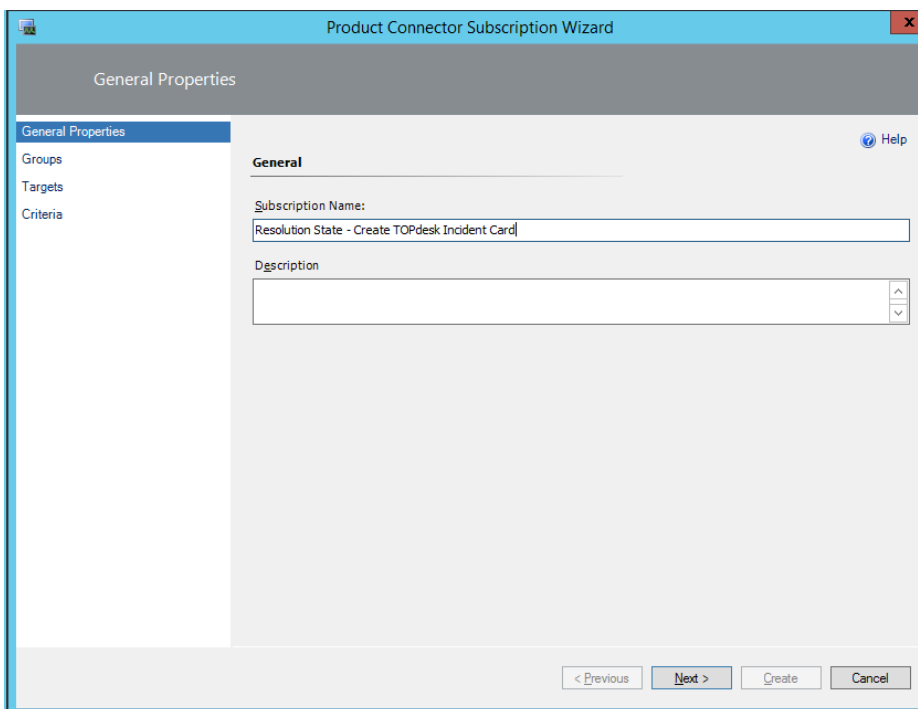 Product Connector Subscription Wizard
x
General Properties
General Properties
Groups
Targets
Criteria
Help
General
Subscription Name:
Resolution State - Create TOPdesk Incident Card
Description
< Previous
Next >
Create
Cancel